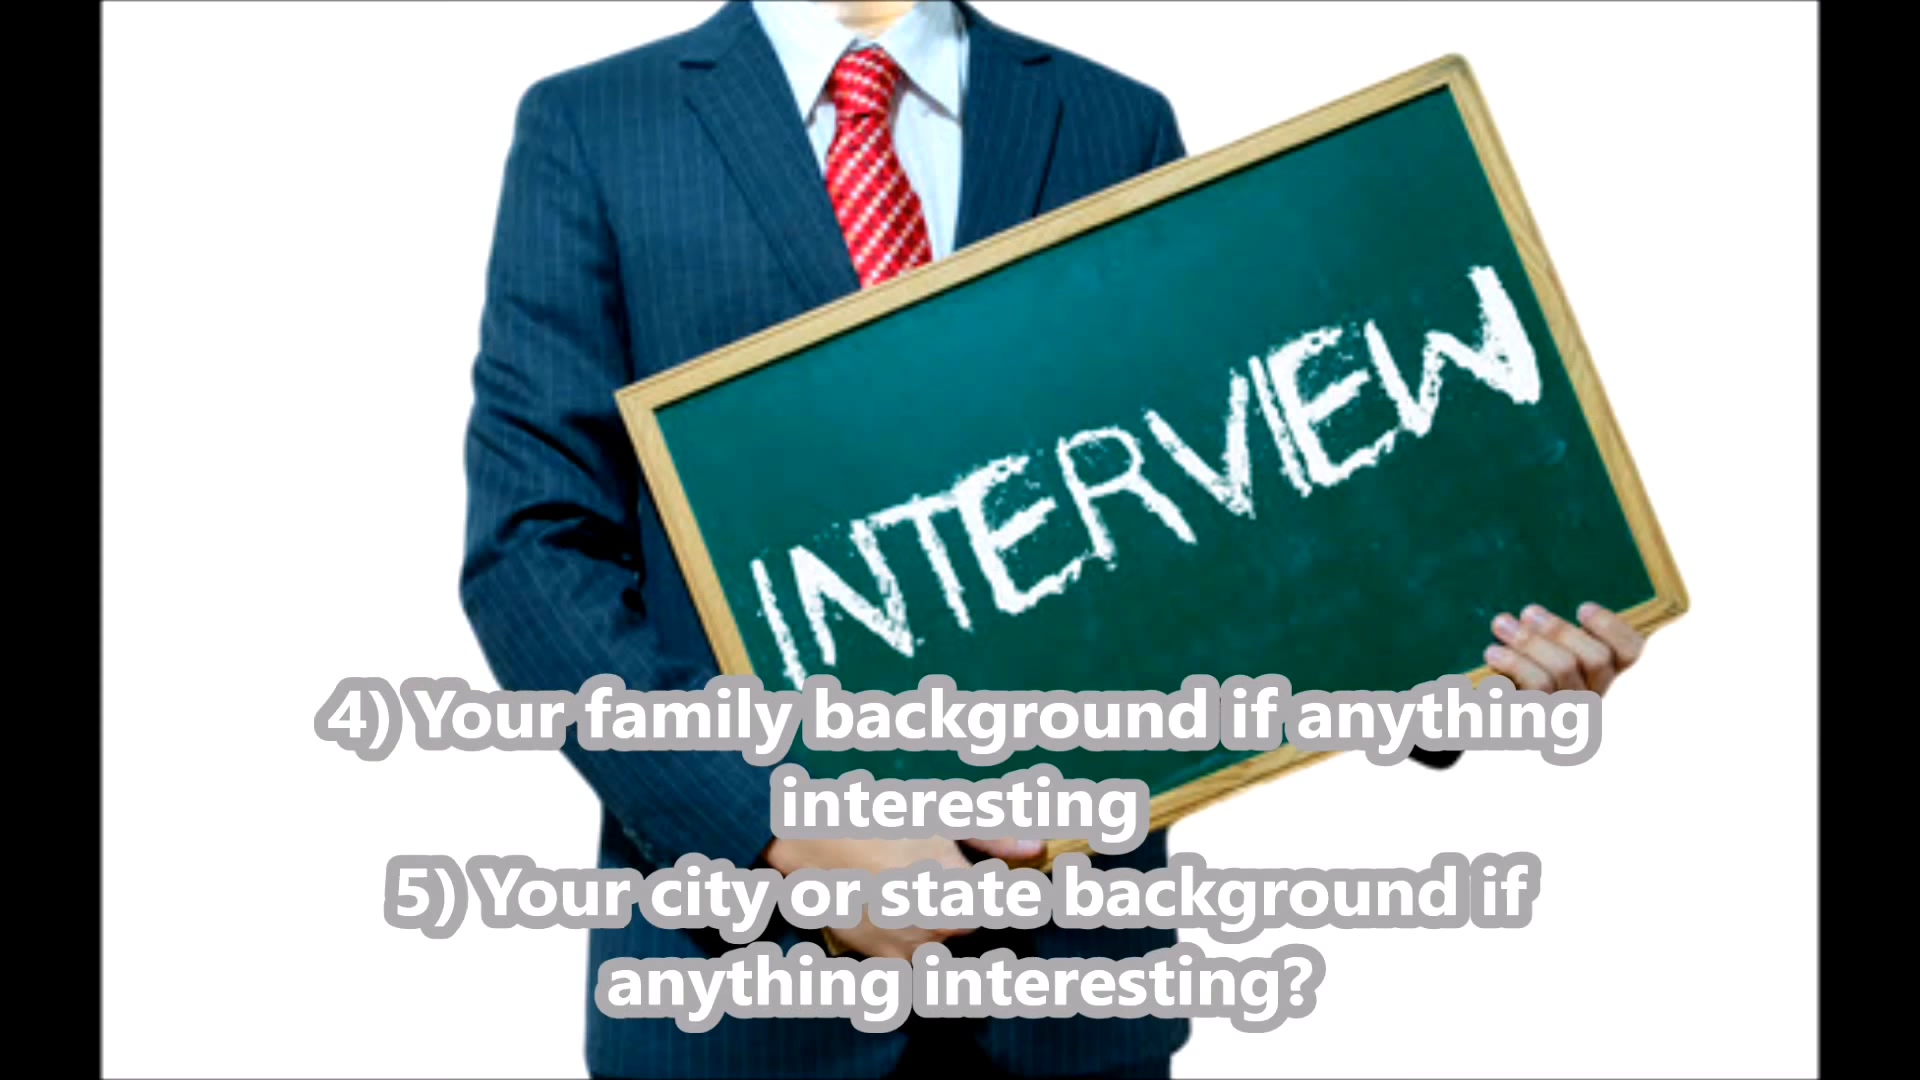 INTERVIEW
4) Your family background if anything
interesting
5) Your city or state background if
anything interesting?